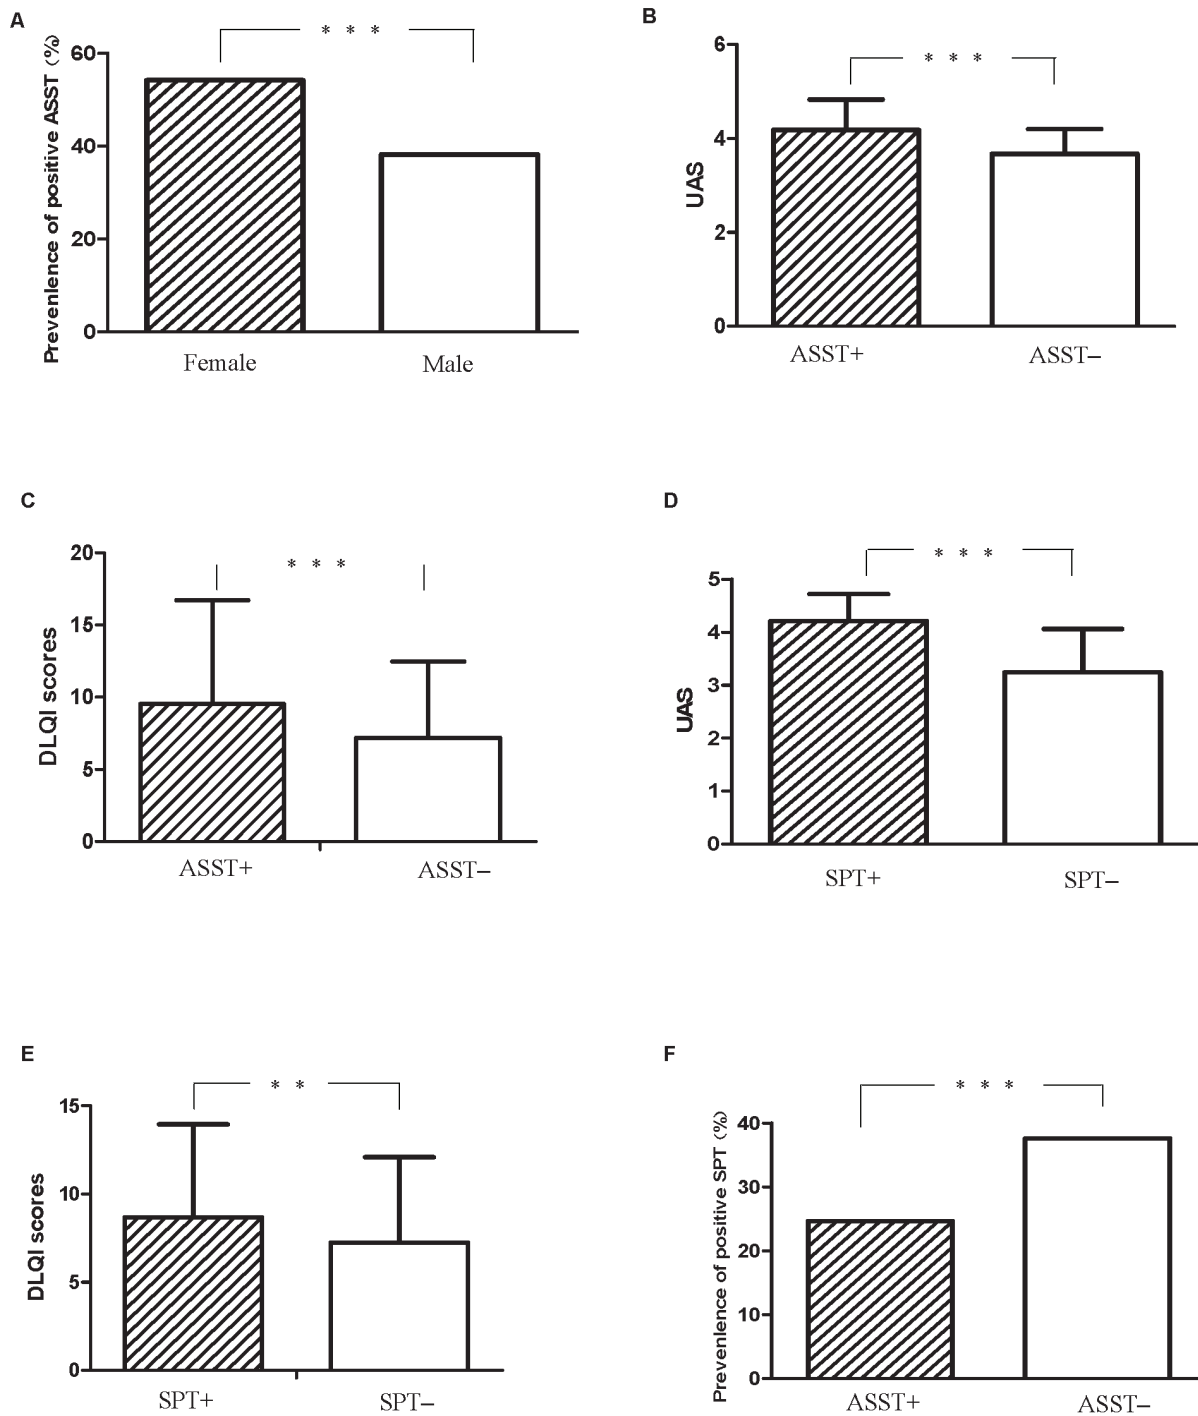 A
Prevenlence of positive ASST (%)
* * *
60
40
20
0
Female
Male
B
UAS
* * *
6
4
2
0
ASST+
ASST–
C
DLQI scores
* * *
20
15
10
5
0
ASST+
ASST–
D
UAS
* * *
5
4
3
2
1
0
SPT+
SPT–
E
DLQI scores
* *
15
10
5
0
SPT+
SPT–
F
Prevenlence of positive SPT (%)
* * *
40
30
20
10
0
ASST+
ASST–